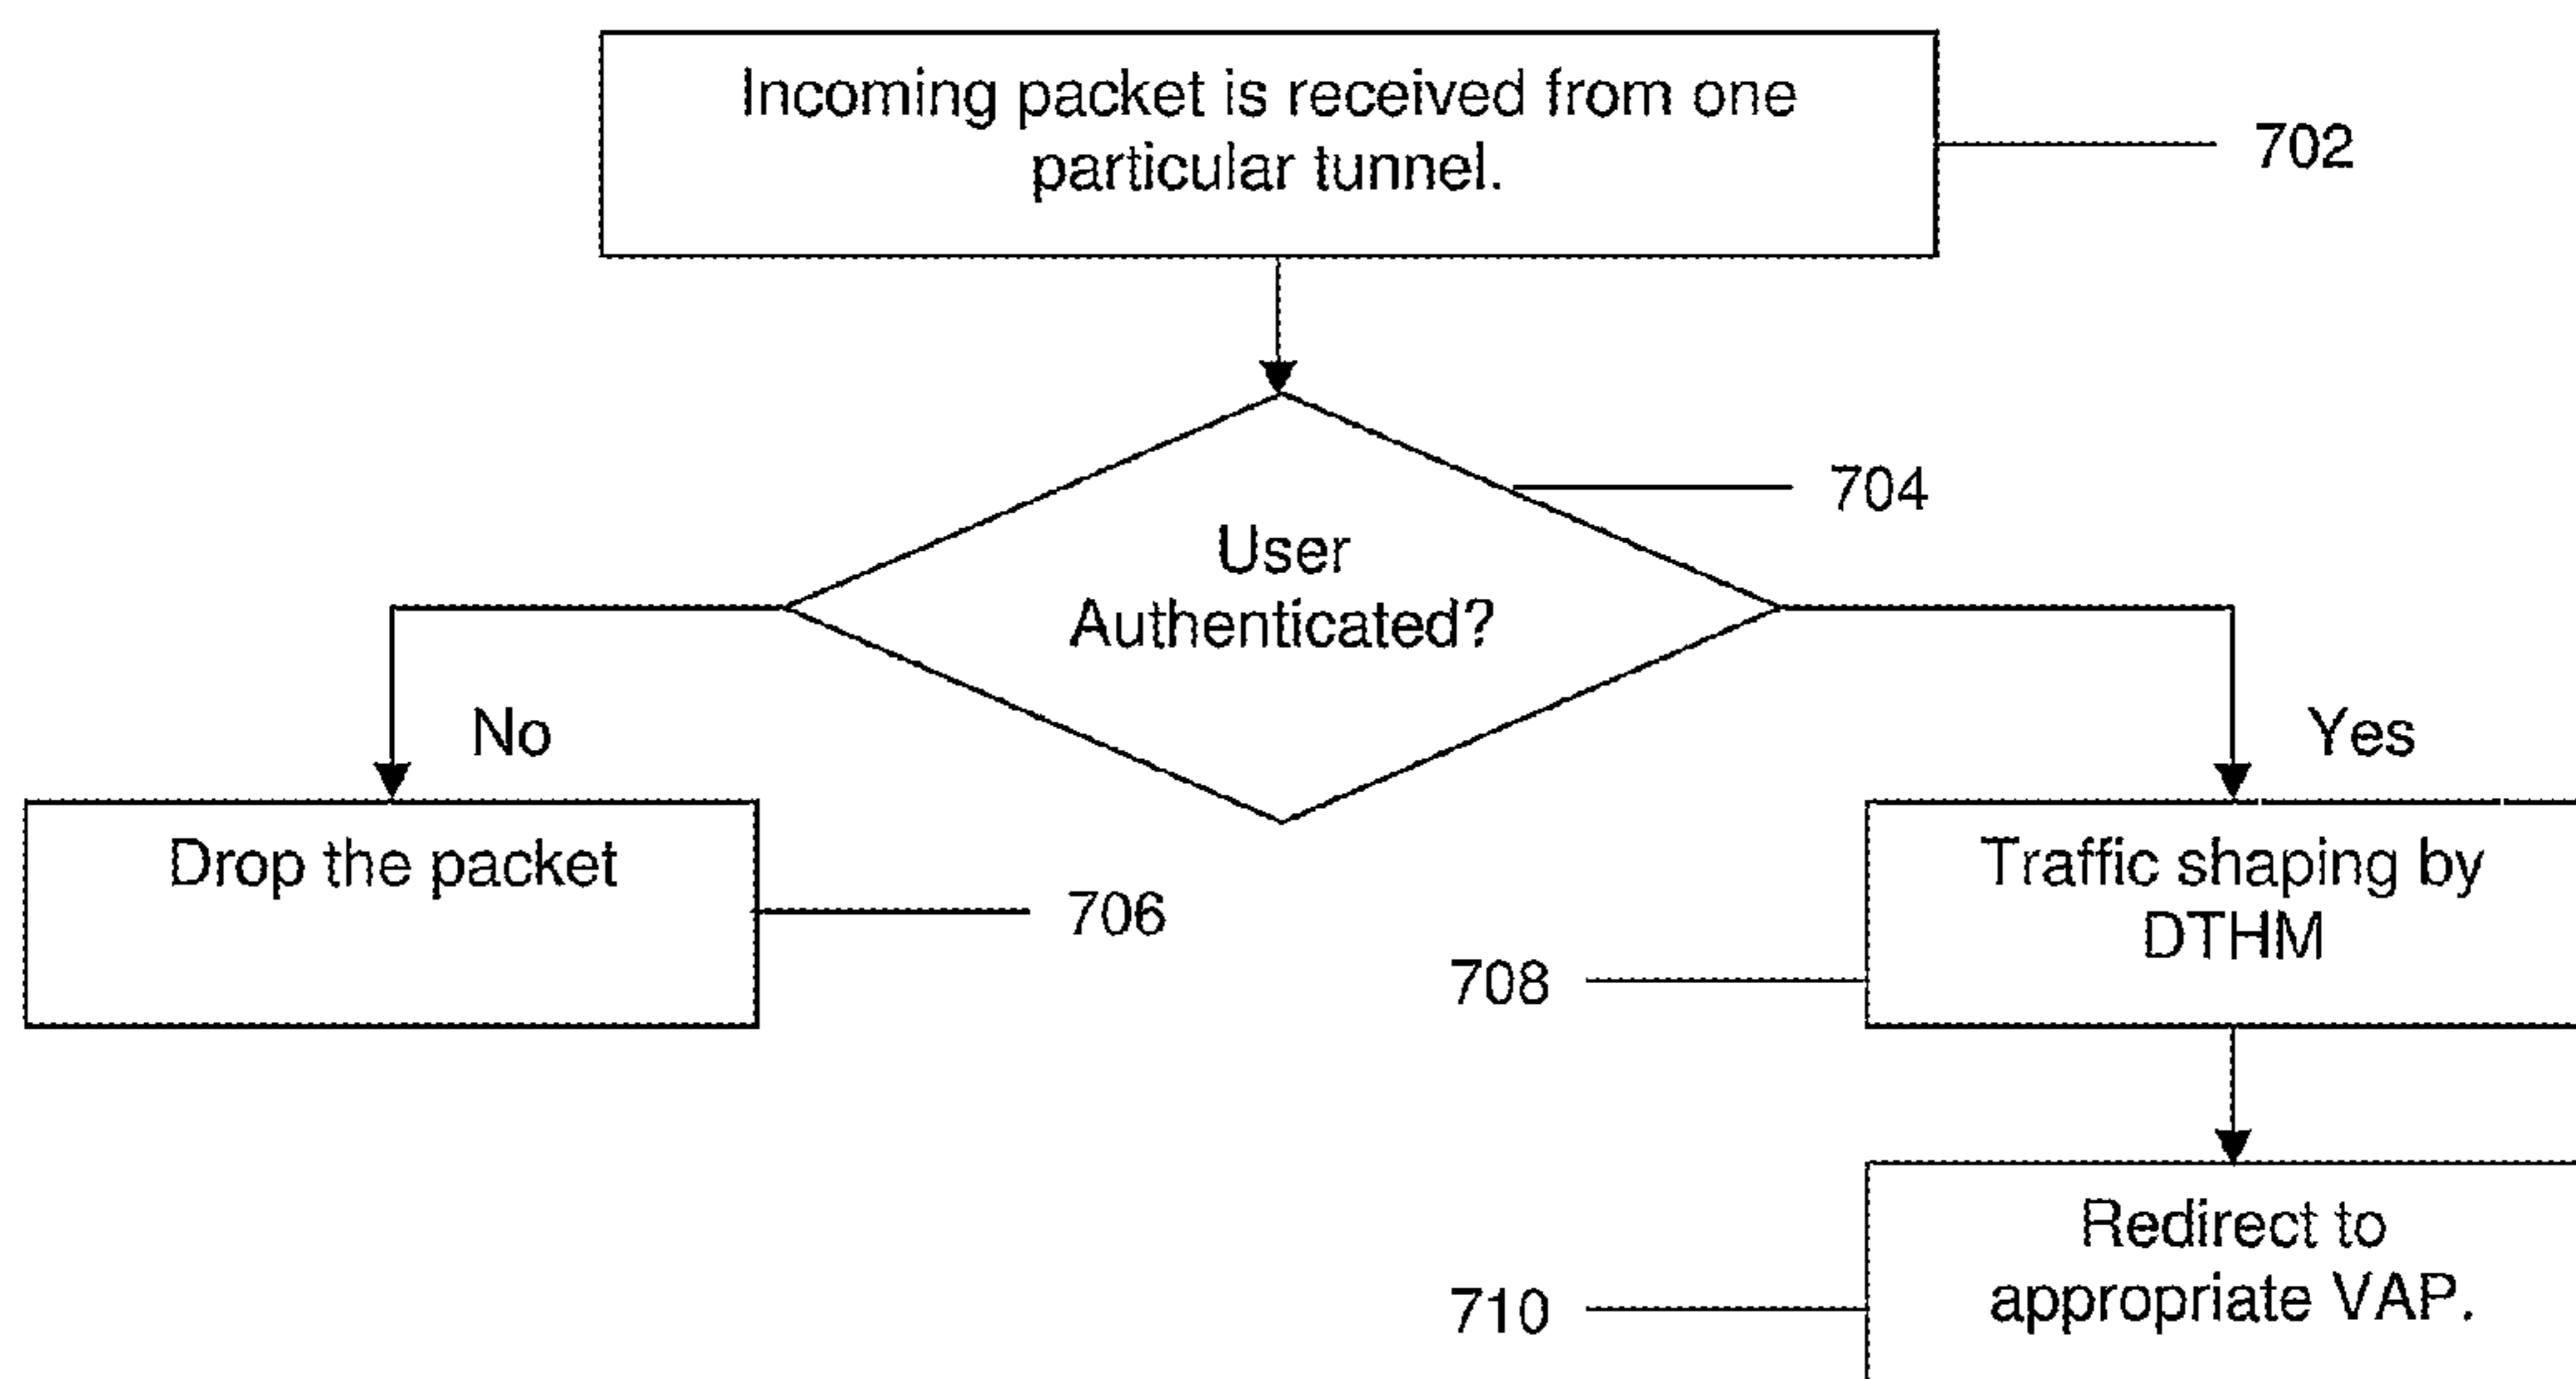 Incoming packet is received from one
particular tunnel.
702
704
User
Authenticated?
No
Yes
Drop the packet
706
Traffic shaping by
DTHM
708
Redirect to
appropriate VAP.
710